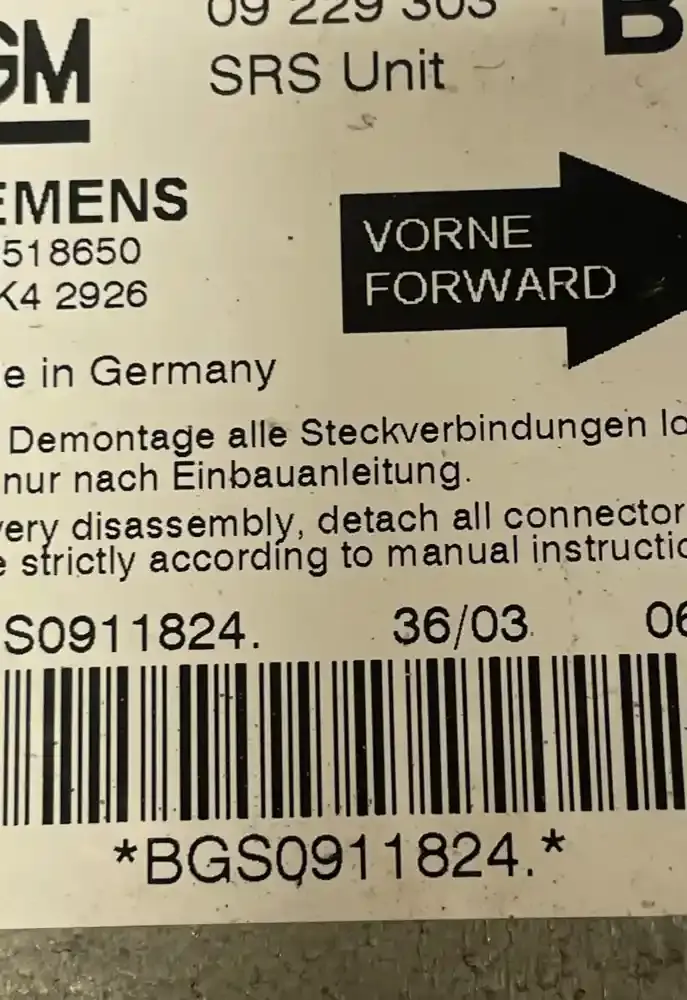 09 229 303
B
GM
SRS Unit
EMENS
518650
K4 2926
VORNE
FORWARD
e in Germany
Demontage alle Steckverbindungen lo
nur nach Einbauanleitung.
very disassembly, detach all connector
e strictly according to manual instructio
S0911824. 36/03 06
*BGS0911824.*